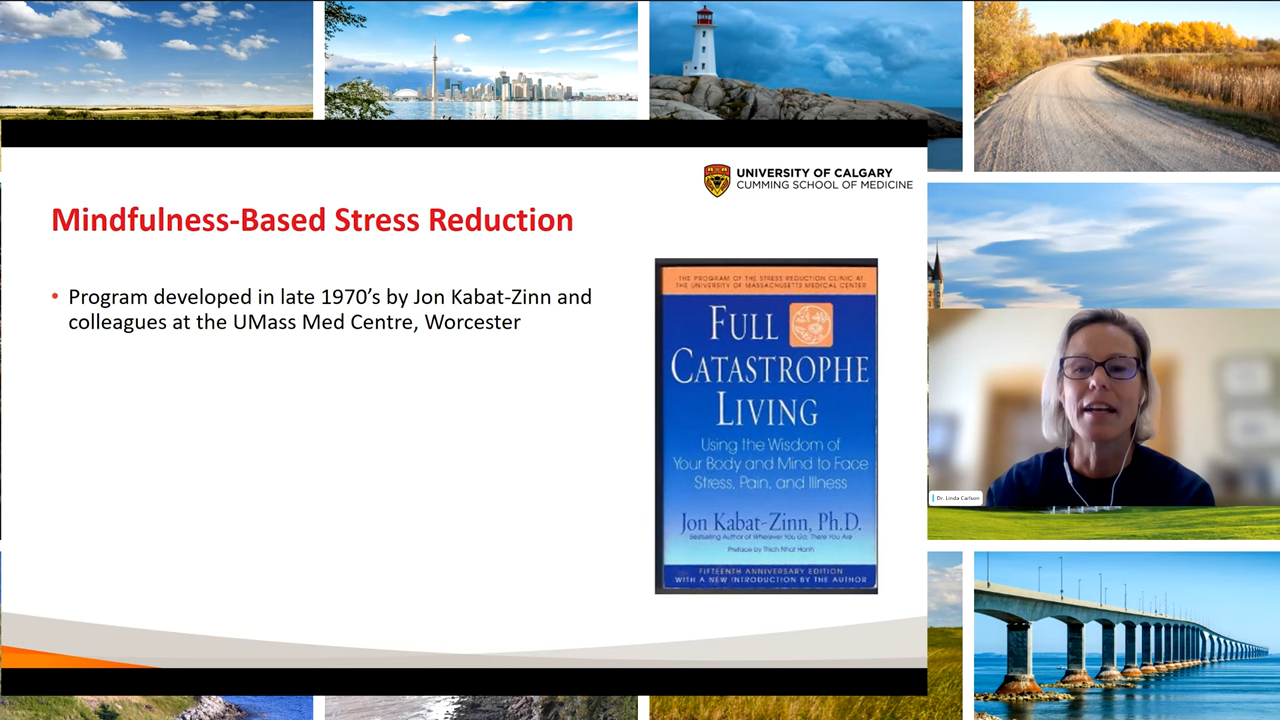 UNIVERSITY OF CALGARY
CUMMING SCHOOL OF MEDICINE
Mindfulness-Based Stress Reduction
• Program developed in late 1970’s by Jon Kabat-Zinn and
colleagues at the UMass Med Centre, Worcester
THE PROGRAM OF THE STRESS REDUCTION CLINIC AT
THE UNIVERSITY OF MASSACHUSETTS MEDICAL CENTER
FULL
CATASTROPHE
LIVING
Using the Wisdom of
Your Body and Mind to Face
Stress, Pain, and Illness
Jon Kabat-Zinn, Ph.D.
Bestselling Author of Wherever You Go, There You Are
Preface by Thich Nhat Hanh
FIFTEENTH ANNIVERSARY EDITION
WITH A NEW INTRODUCTION BY THE AUTHOR
Dr. Linda Carlson